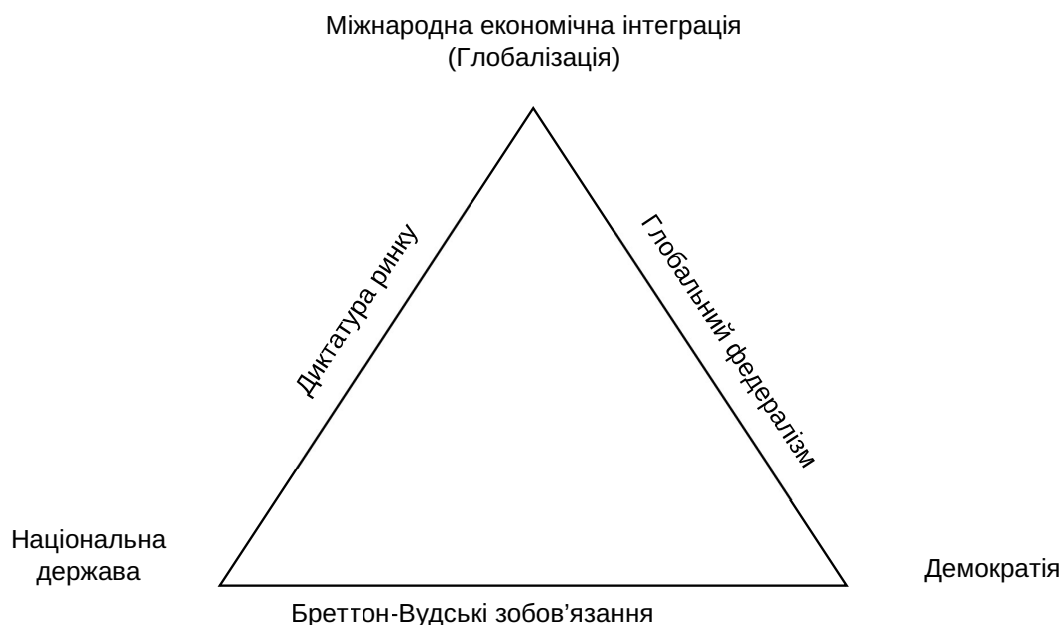 Міжнародна економічна інтеграція
(Глобалізація)
Диктатура ринку
Глобальний федералізм
Національна
держава
Демократія
Бреттон-Вудські зобов’язання